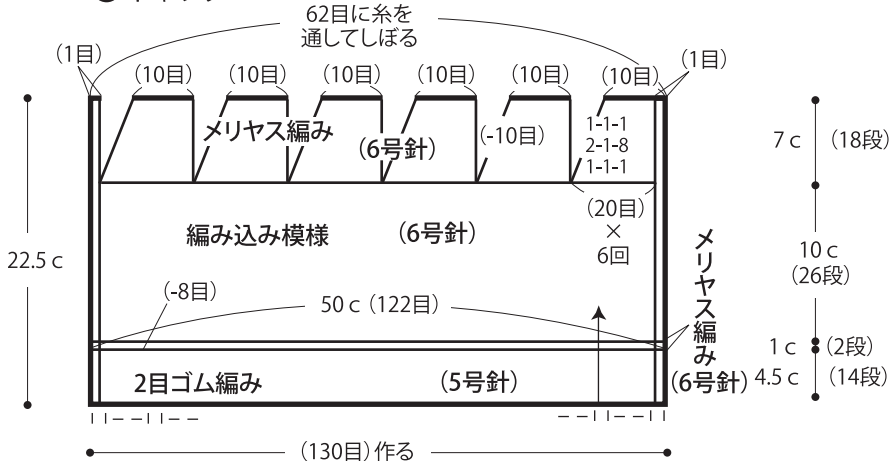 62目に糸を
通してしぼる
(1目)
(1目)
(10目)
(10目)
(10目)
(10目)
(10目)
(10目)
メリヤス編み
(6号針)
(-10目)
1-1-1
2-1-8
1-1-1
7c (18段)
(20目)
×
6回
編み込み模様 (6号針)
22.5c
10c
(26段)
メリヤス編み
(6号針)
(-8目)
50c (122目)
1c (2段)
2目ゴム編み (5号針)
4.5c (14段)
(130目)作る